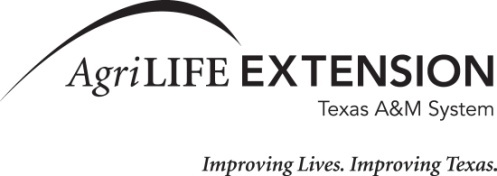 AgriLIFE EXTENSION
Texas A&M System
Improving Lives. Improving Texas.